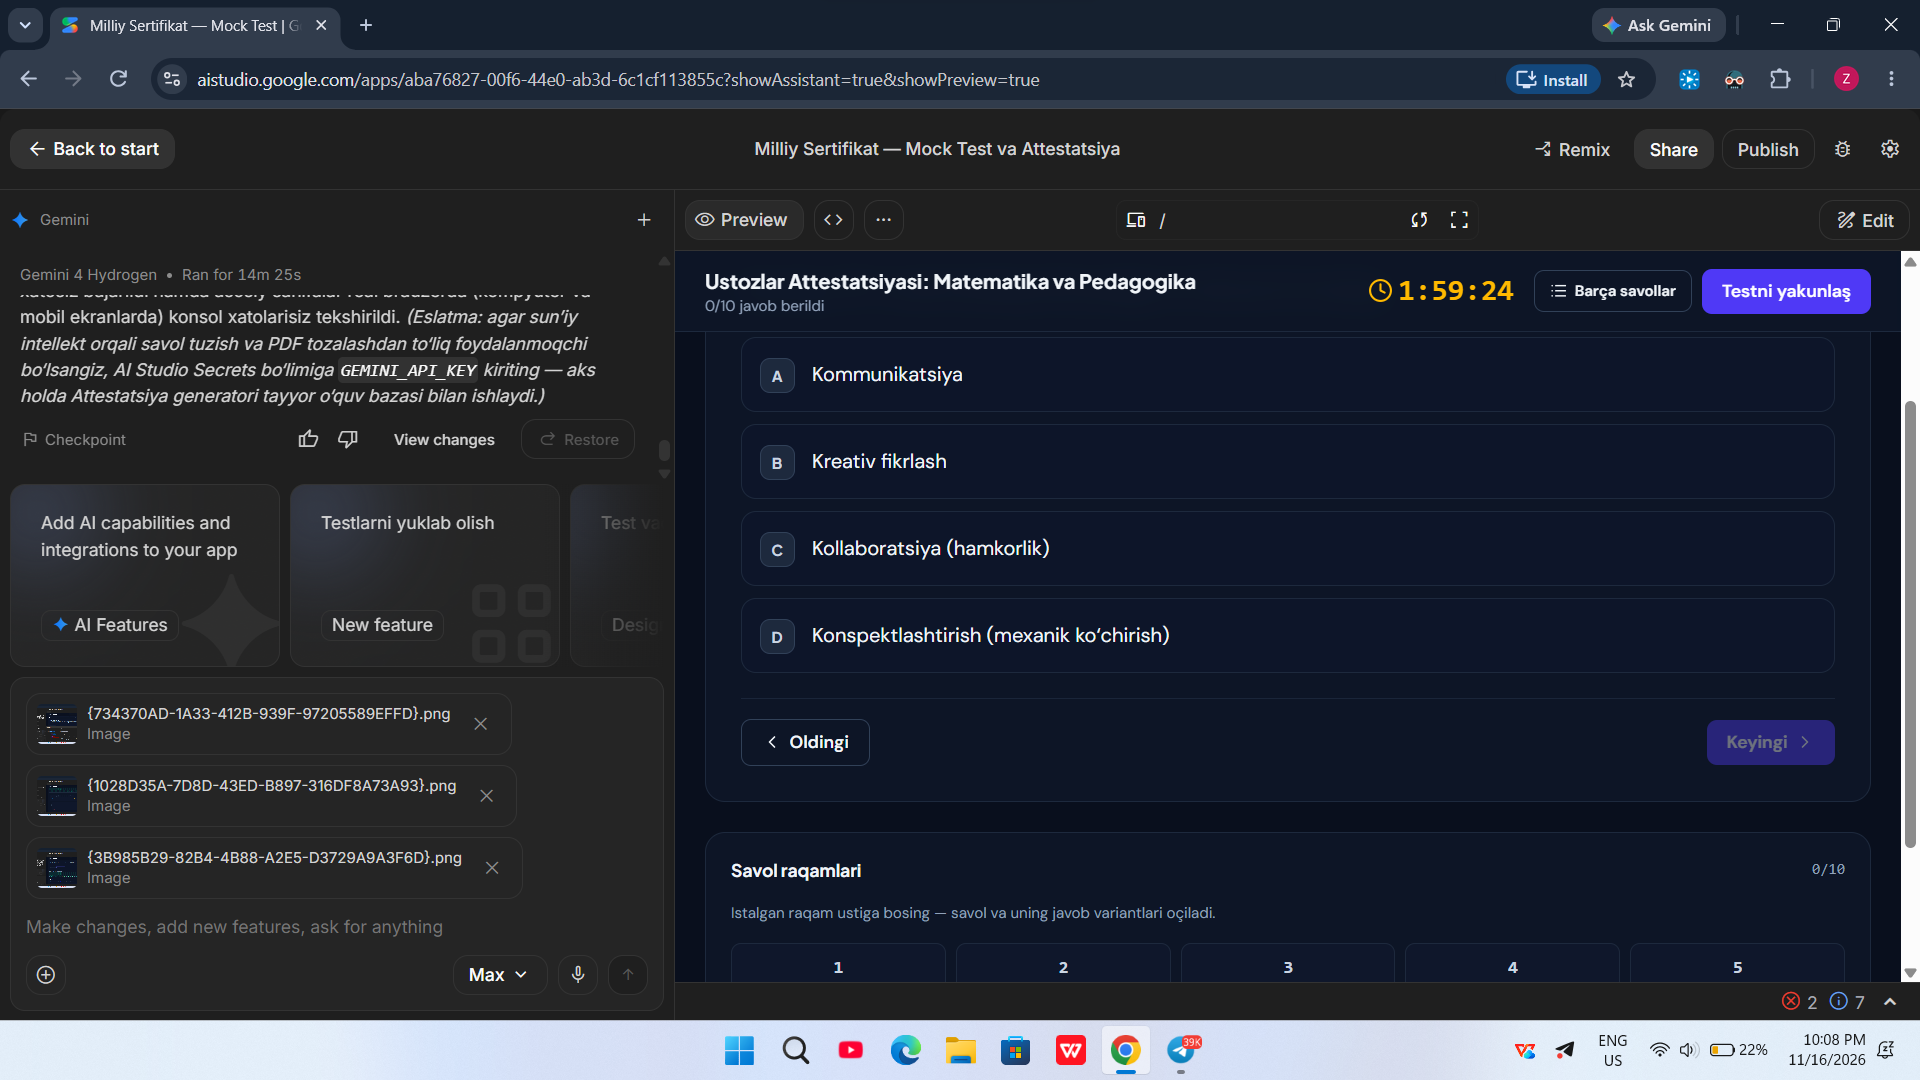 Milliy Sertifikat — Mock Test | G
Ask Gemini
aistudio.google.com/apps/aba76827-00f6-44e0-ab3d-6c1cf113855c?showAssistant=true&showPreview=true
Install
Z
Back to start
Milliy Sertifikat — Mock Test va Attestatsiya
Remix
Share
Publish
Gemini
Preview
/
Edit
Gemini 4 Hydrogen • Ran for 14m 25s
mobil ekranlarda) konsol xatolarisiz tekshirildi. (Eslatma: agar sun'iy
intellekt orqali savol tuzish va PDF tozalashdan to'liq foydalanmoqchi
bo'lsangiz, AI Studio Secrets bo'limiga GEMINI_API_KEY kiriting — aks
holda Attestatsiya generatori tayyor o'quv bazasi bilan ishlaydi.)
Checkpoint
View changes
Restore
Add AI capabilities and
integrations to your app
AI Features
Testlarni yuklab olish
New feature
Test va
Desig
{734370AD-1A33-412B-939F-97205589EFFD}.png
Image
{1028D35A-7D8D-43ED-B897-316DF8A73A93}.png
Image
{3B985B29-82B4-4B88-A2E5-D3729A9A3F6D}.png
Image
Make changes, add new features, ask for anything
Max
Ustozlar Attestatsiyasi: Matematika va Pedagogika
0/10 javob berildi
1:59:24
Barça savollar
Testni yakunlaş
A Kommunikatsiya
B Kreativ fikrlash
C Kollaboratsiya (hamkorlik)
D Konspektlashtirish (mexanik ko‘chirish)
Oldingi
Keyingi
Savol raqamlari
0/10
Istalgan raqam ustiga bosing — savol va uning javob variantlari oçiladi.
1 2 3 4 5
2 7
39K
ENG
US
22%
10:08 PM
11/16/2026